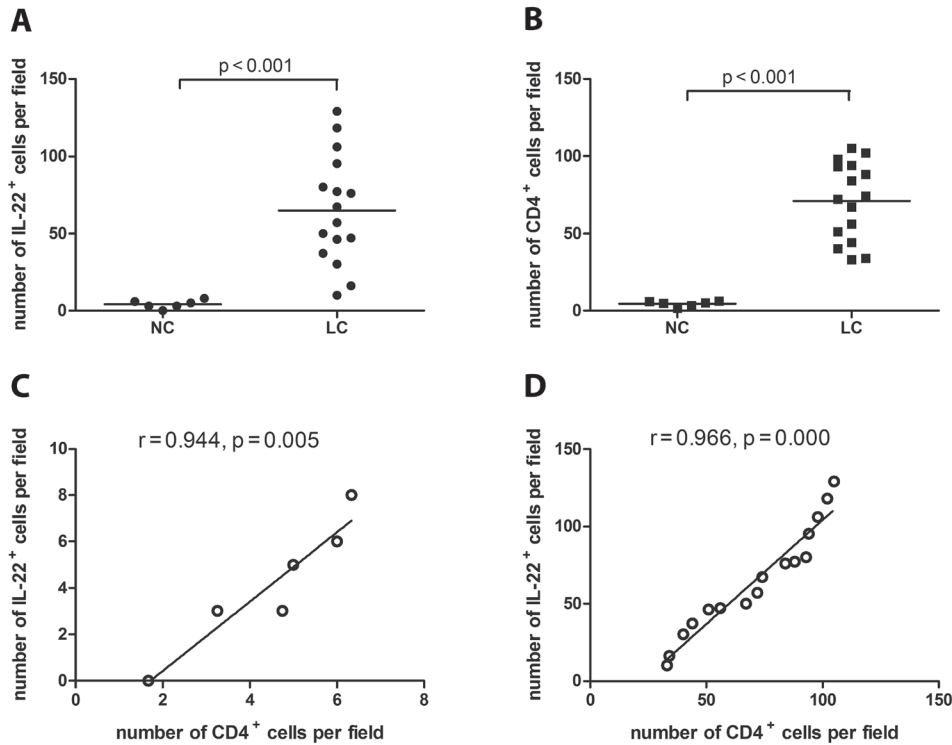 A
number of IL-22⁺ cells per field
p<0.001
150
100
50
0
NC
LC
B
number of CD4⁺ cells per field
p<0.001
150
100
50
0
NC
LC
C
number of IL-22⁺ cells per field
r=0.944, p=0.005
10
8
6
4
2
0
0
2
4
6
8
number of CD4⁺ cells per field
D
number of IL-22⁺ cells per field
r=0.966, p=0.000
150
100
50
0
0
50
100
150
number of CD4⁺ cells per field